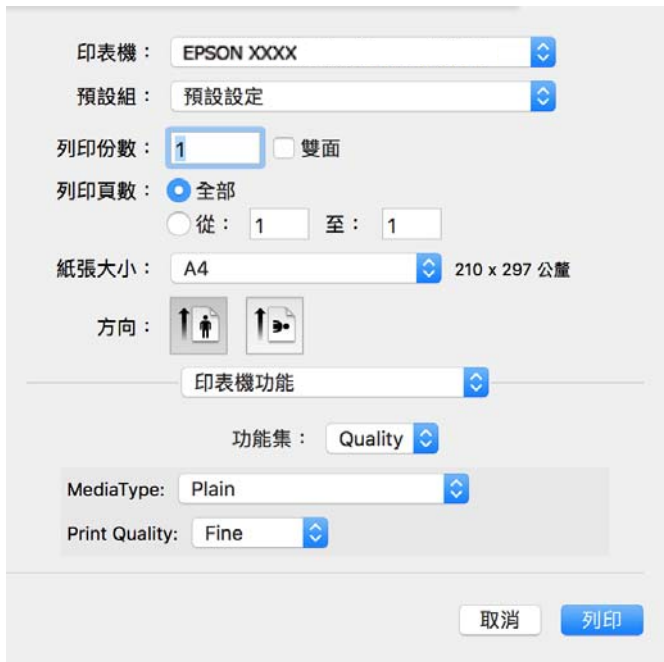 印表機： EPSON XXXX
預設組： 預設設定
列印份數： 1 雙面
列印頁數： 全部
從： 1 至： 1
紙張大小： A4 210 x 297 公釐
方向：
印表機功能
功能集： Quality
MediaType: Plain
Print Quality: Fine
取消 列印